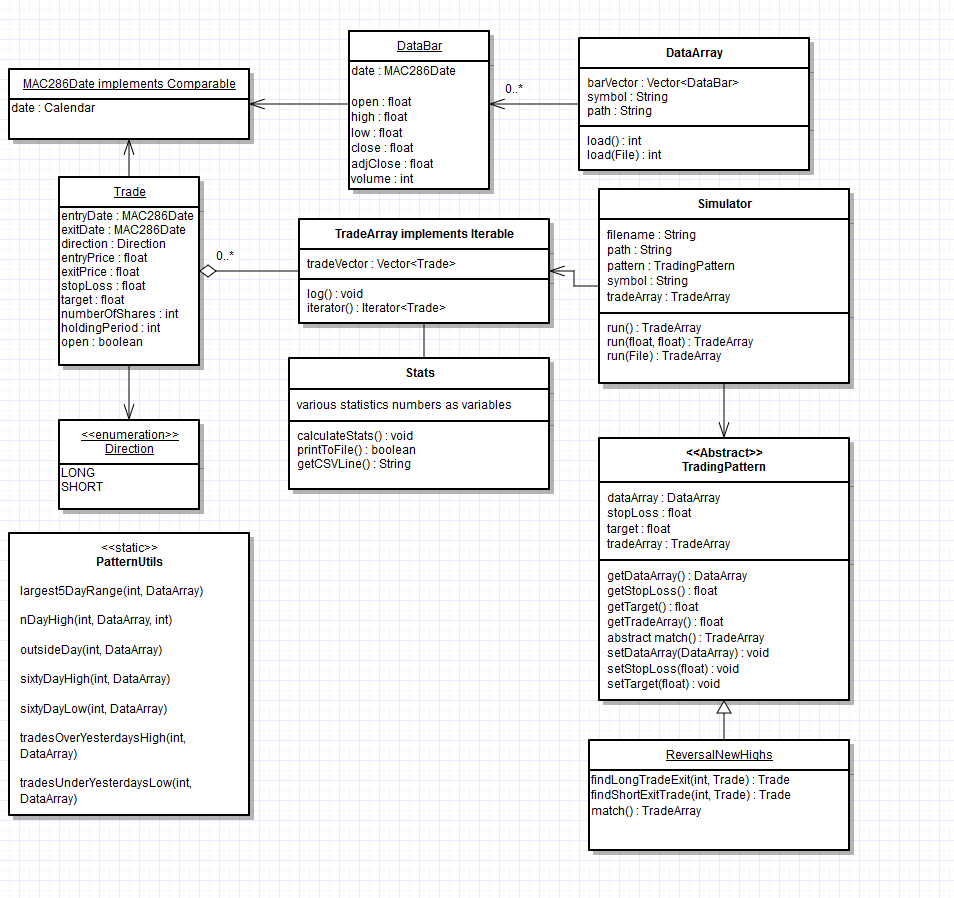 MAC286Date implements Comparable
date : Calendar
DataBar
date : MAC286Date
open : float
high : float
low : float
close : float
adjClose : float
volume : int
0..*
DataArray
barVector : Vector<DataBar>
symbol : String
path : String
load() : int
load(File) : int
Trade
entryDate : MAC286Date
exitDate : MAC286Date
direction : Direction
entryPrice : float
exitPrice : float
stopLoss : float
target : float
numberOfShares : int
holdingPeriod : int
open : boolean
0..*
TradeArray implements Iterable
tradeVector : Vector<Trade>
log() : void
iterator() : Iterator<Trade>
Simulator
filename : String
path : String
pattern : TradingPattern
symbol : String
tradeArray : TradeArray
run() : TradeArray
run(float, float) : TradeArray
run(File) : TradeArray
Stats
various statistics numbers as variables
calculateStats() : void
printToFile() : boolean
getCSVLine() : String
<<enumeration>>
Direction
LONG
SHORT
<<Abstract>>
TradingPattern
dataArray : DataArray
stopLoss : float
target : float
tradeArray : TradeArray
getDataArray() : DataArray
getStopLoss() : float
getTarget() : float
getTradeArray() : float
abstract match() : TradeArray
setDataArray(DataArray) : void
setStopLoss(float) : void
setTarget(float) : void
<<static>>
PatternUtils
largest5DayRange(int, DataArray)
nDayHigh(int, DataArray, int)
outsideDay(int, DataArray)
sixtyDayHigh(int, DataArray)
sixtyDayLow(int, DataArray)
tradesOverYesterdaysHigh(int,
DataArray)
tradesUnderYesterdaysLow(int,
DataArray)
ReversalNewHighs
findLongTradeExit(int, Trade) : Trade
findShortExitTrade(int, Trade) : Trade
match() : TradeArray